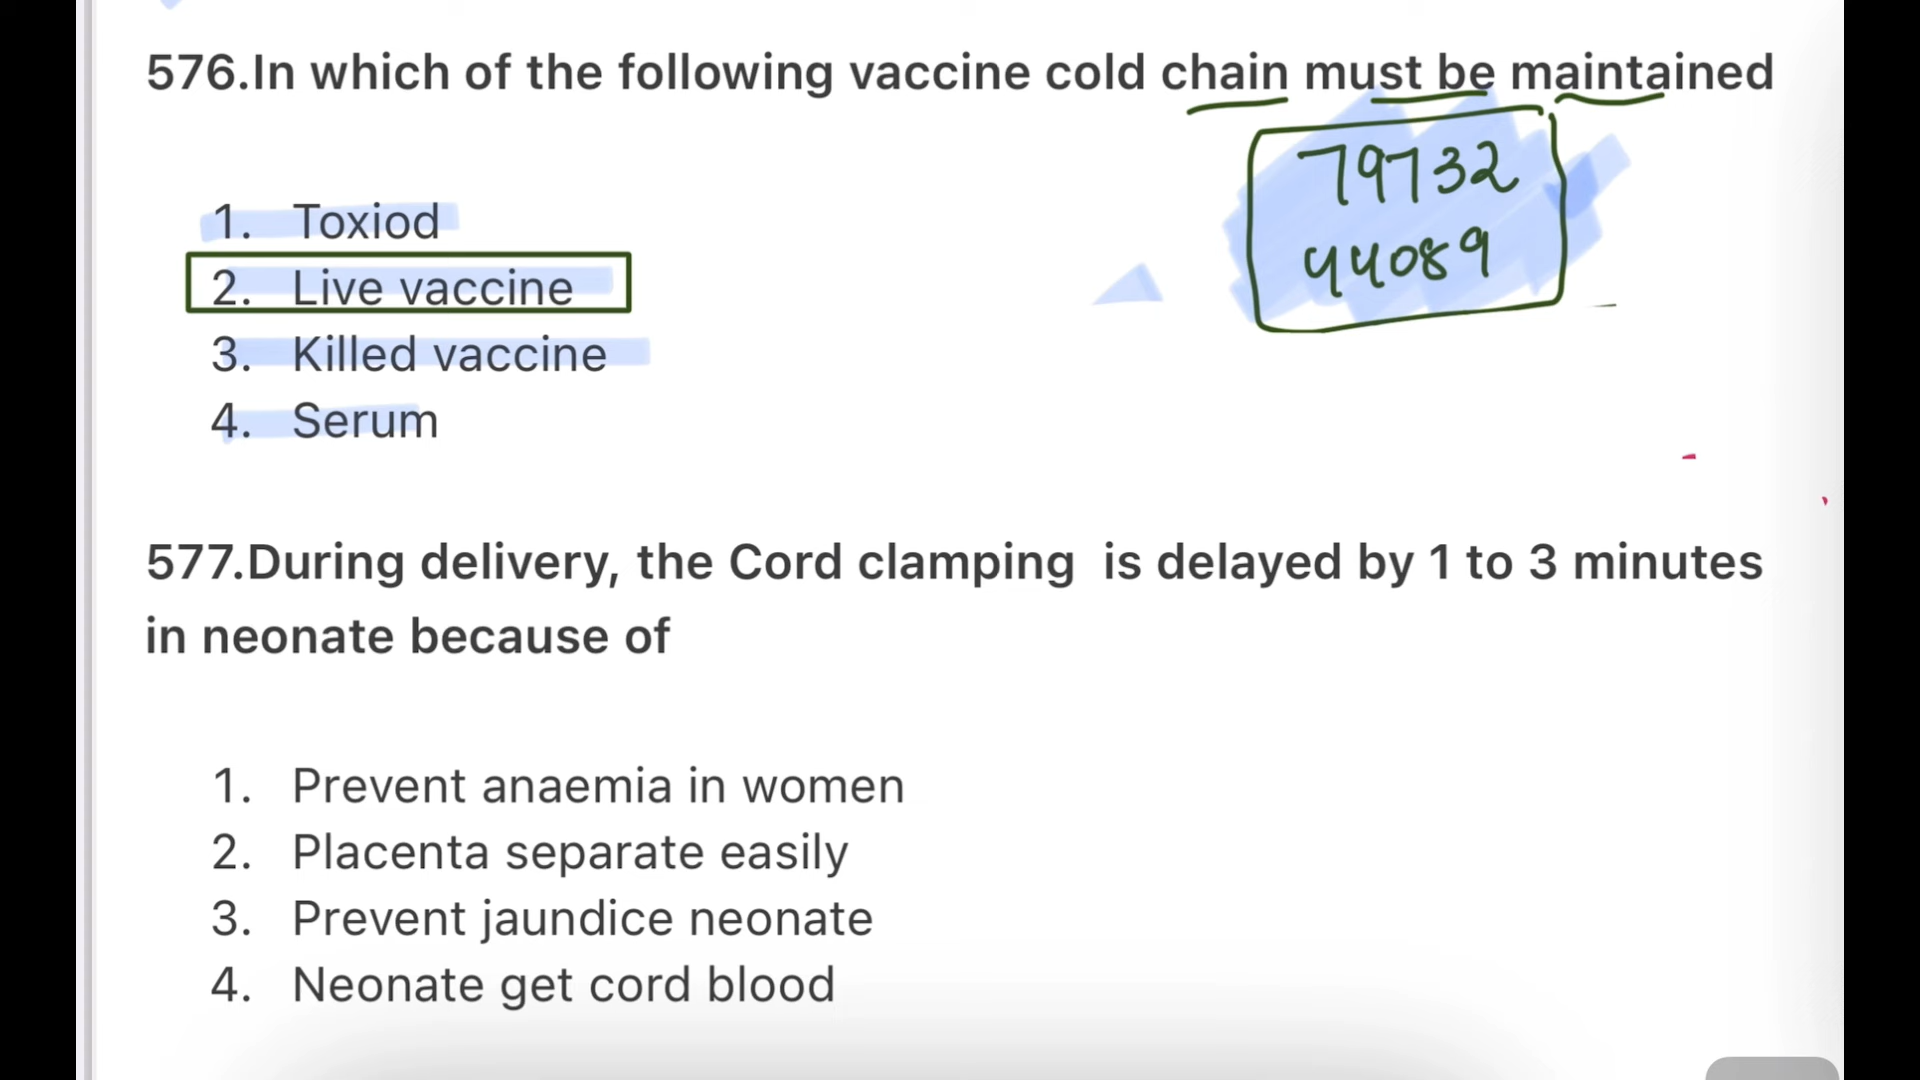 576.In which of the following vaccine cold chain must be maintained
79732
44089
1. Toxiod
2. Live vaccine
3. Killed vaccine
4. Serum
577.During delivery, the Cord clamping is delayed by 1 to 3 minutes
in neonate because of
1. Prevent anaemia in women
2. Placenta separate easily
3. Prevent jaundice neonate
4. Neonate get cord blood